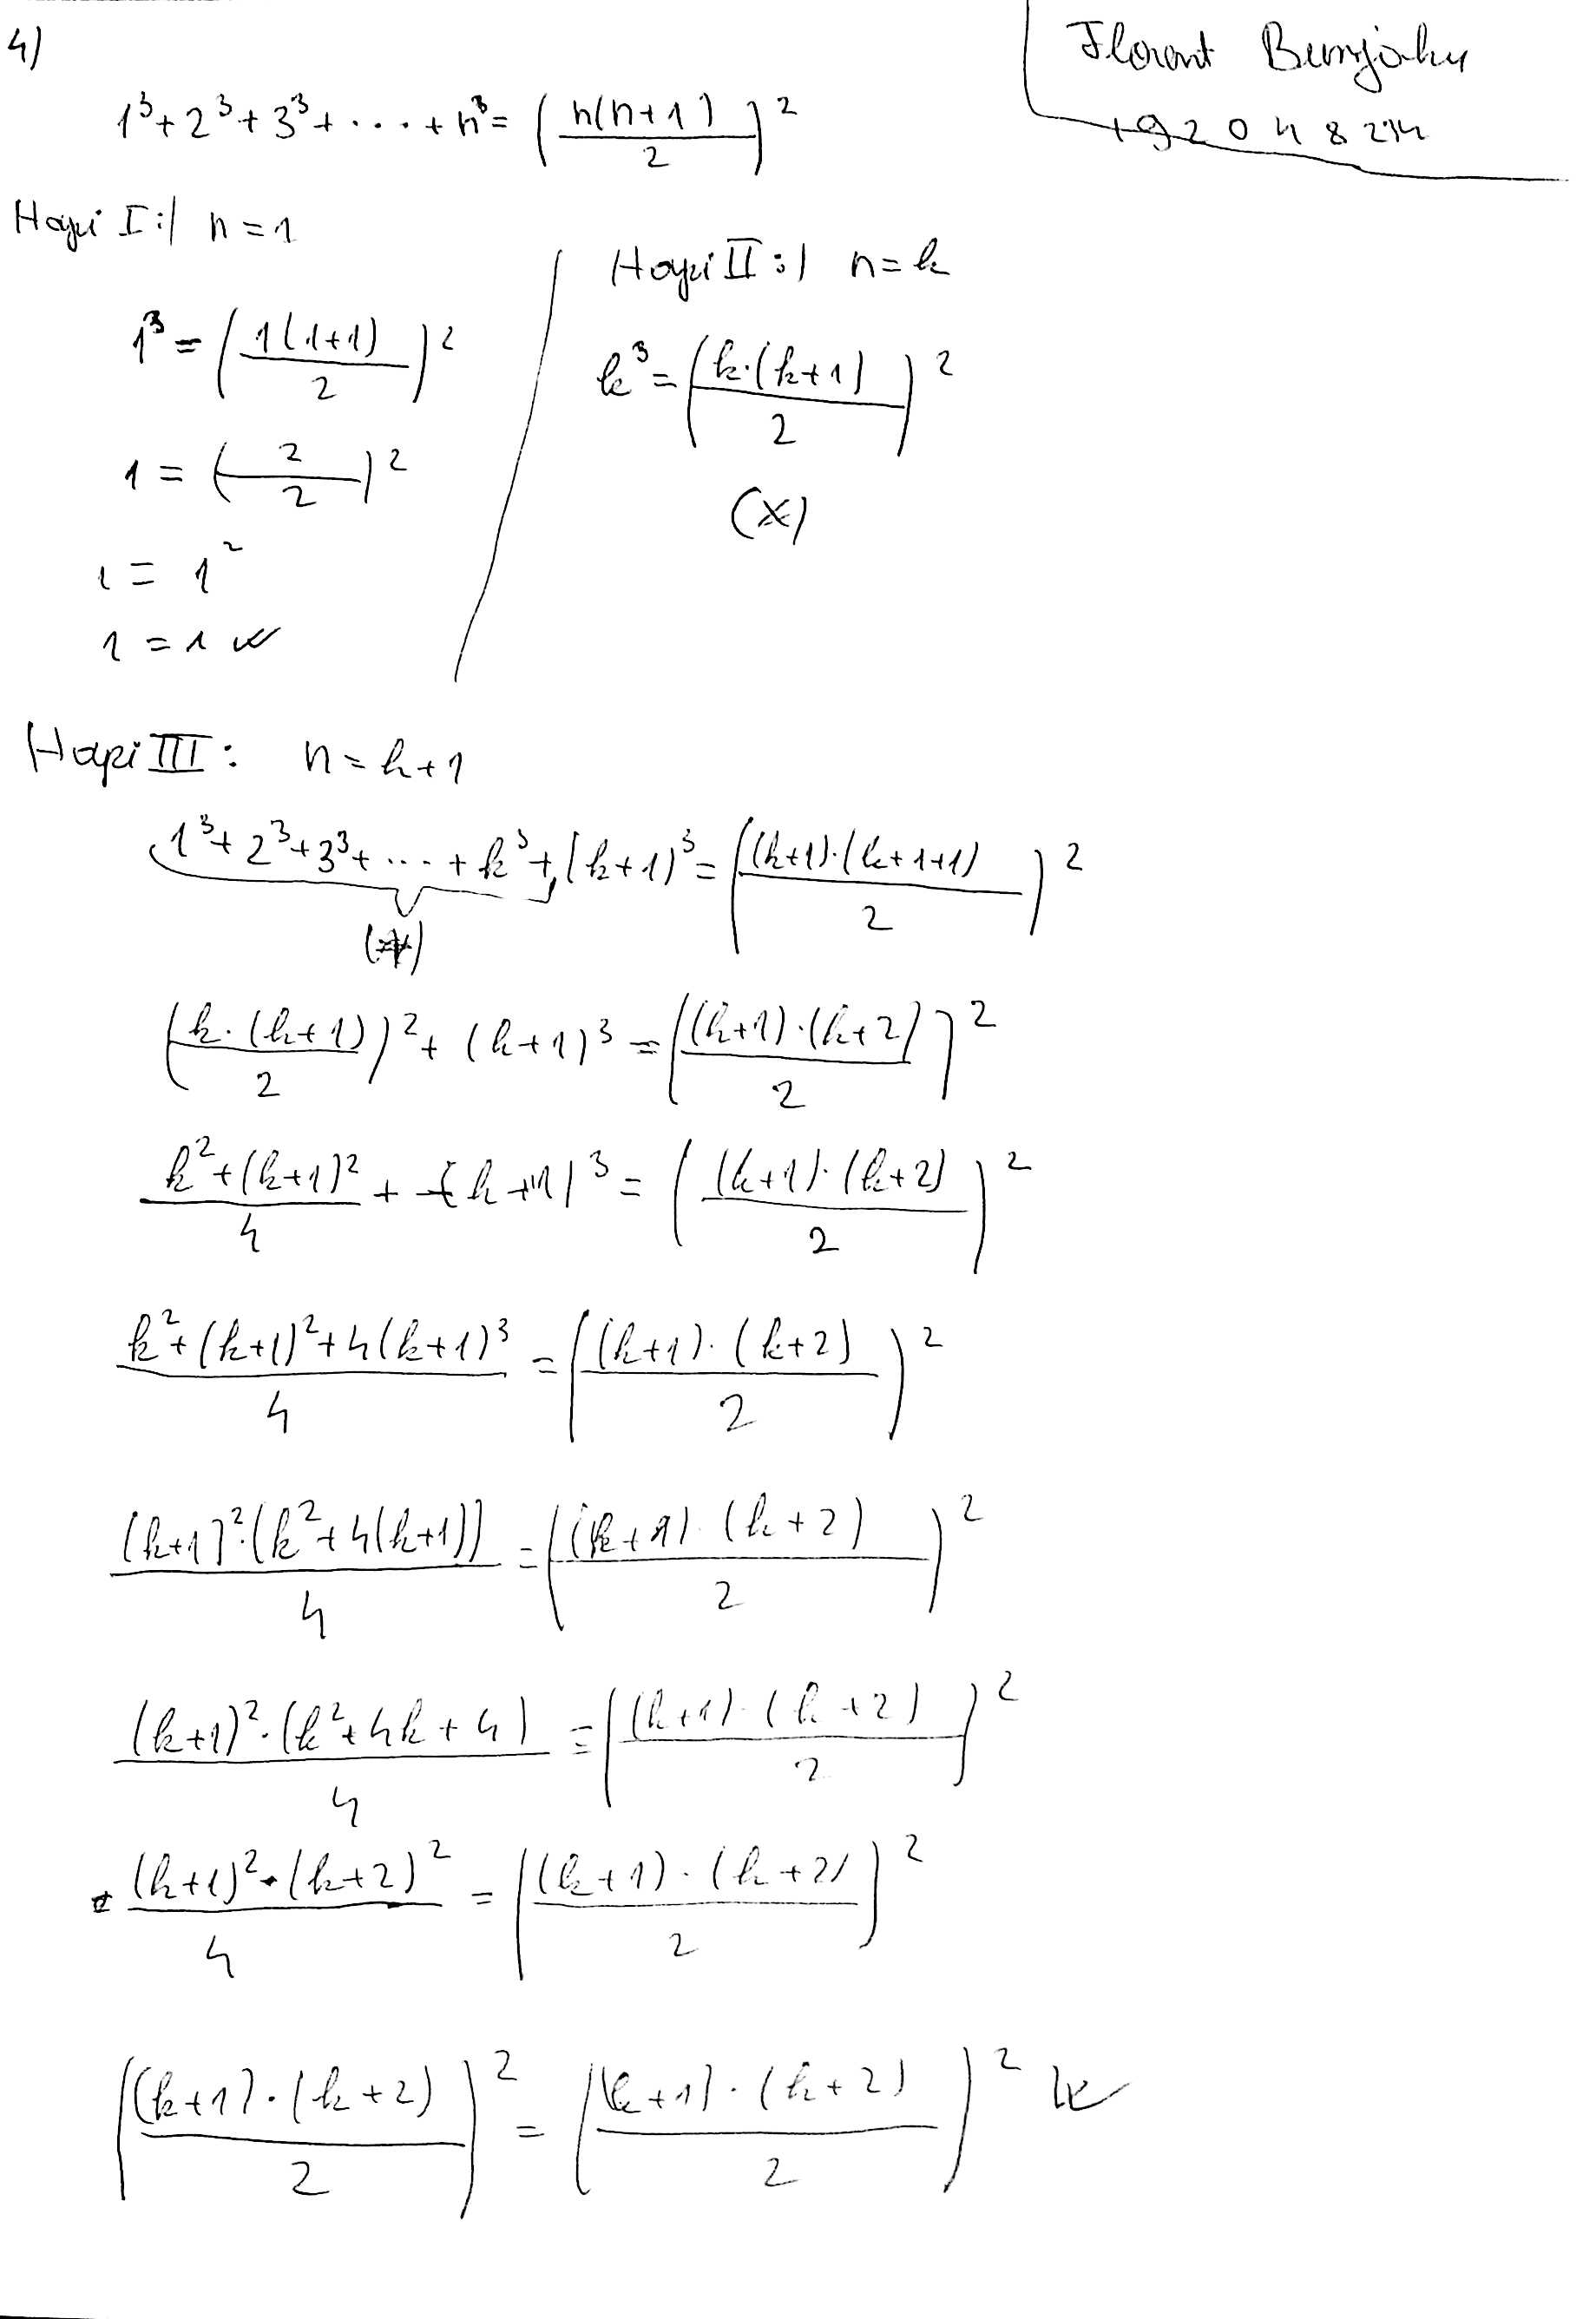 4)
Florent Bunjaku
1³+2³+3³+...+n³ = (n(n+1)/2)²
Hapi I:) n=1
1³ = (1(1+1)/2)²
1 = (2/2)²
1 = 1²
1 = 1
Hapi II:) n=k
k³ = (k·(k+1)/2)²
(*)
Hapi III: n=k+1
1³+2³+3³+...+k³+(k+1)³ = ((k+1)·(k+1+1)/2)²
(*)
(k·(k+1)/2)² + (k+1)³ = ((k+1)·(k+2)/2)²
k²+(k+1)²/4 + (k+1)³ = ((k+1)·(k+2)/2)²
k²+(k+1)²+4(k+1)³/4 = ((k+1)·(k+2)/2)²
(k+1)²·(k²+4(k+1))/4 = ((k+1)·(k+2)/2)²
(k+1)²·(k²+4k+4)/4 = ((k+1)·(k+2)/2)²
(k+1)²·(k+2)²/4 = ((k+1)·(k+2)/2)²
((k+1)·(k+2)/2)² = ((k+1)·(k+2)/2)²